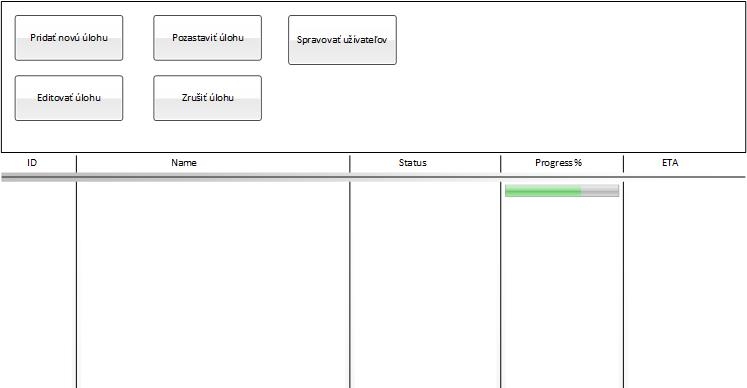 Pridať novú úlohu
Pozastaviť úlohu
Spravovať užívateľov
Editovať úlohu
Zrušiť úlohu
ID
Name
Status
Progress %
ETA